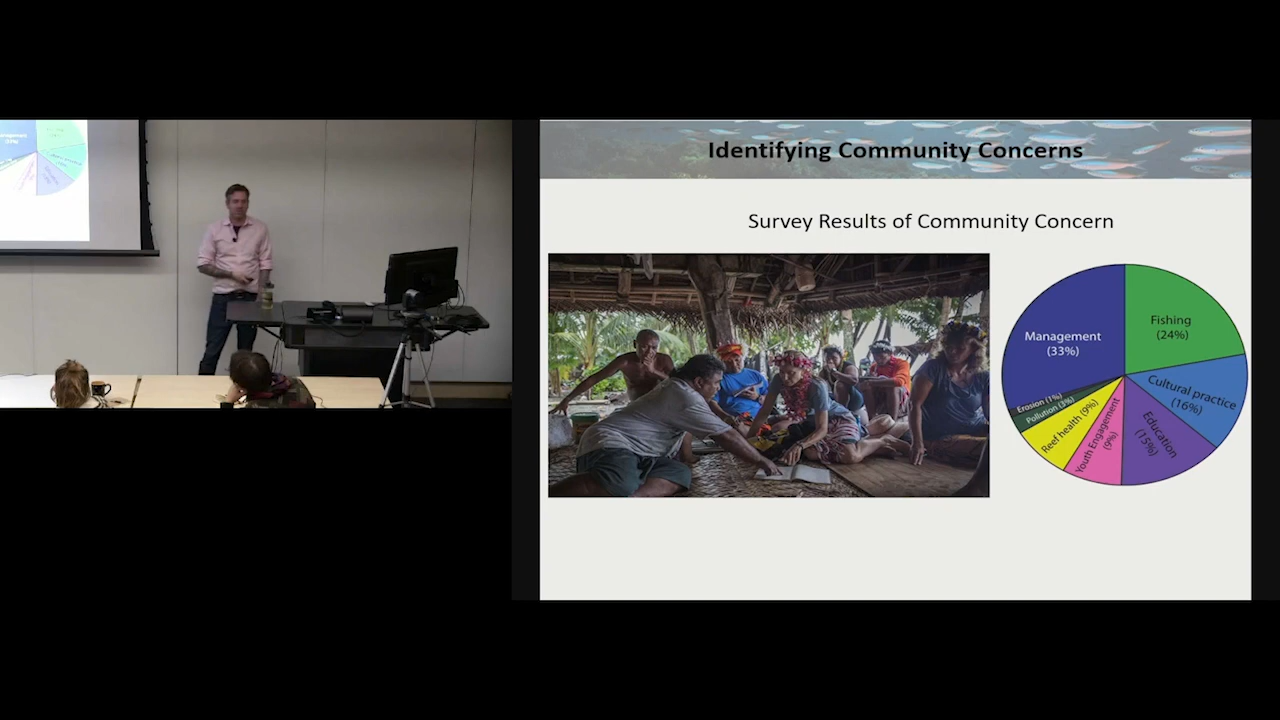 Identifying Community Concerns
Survey Results of Community Concern
Fishing
(24%)
Cultural practice
(16%)
Education
(15%)
Youth Engagement
(9%)
Reef health (9%)
Pollution (3%)
Erosion (1%)
Management
(33%)